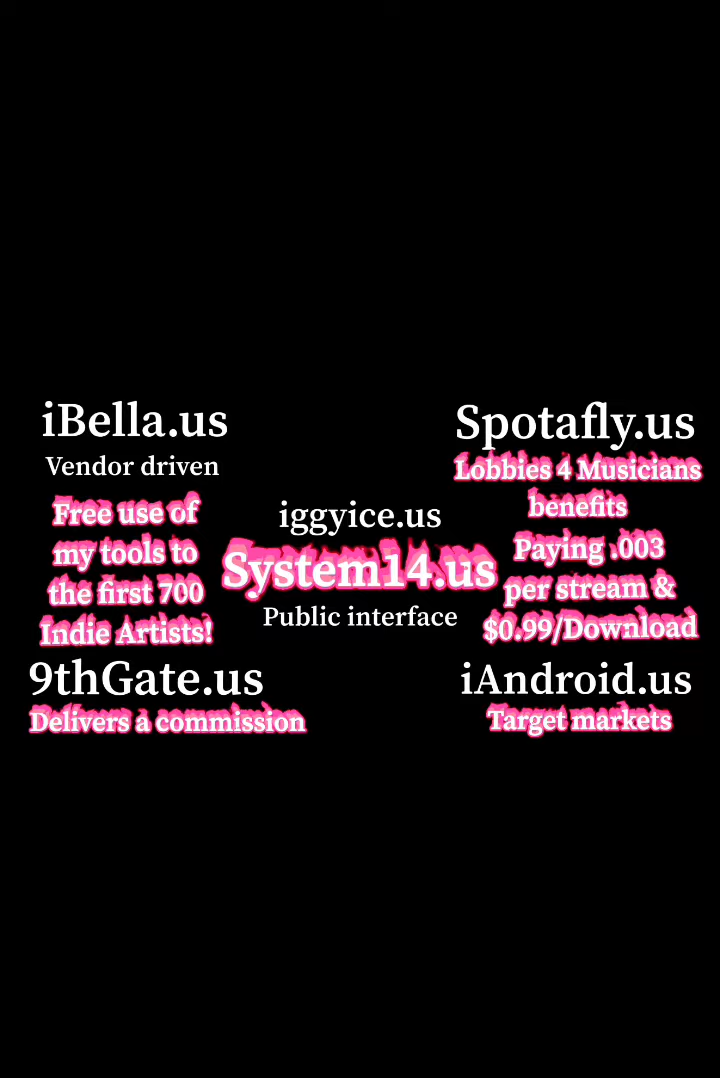 iBella.us
Vendor driven
Free use of
my tools to
the first 700
Indie Artists!
9thGate.us
Delivers a commission
iggyice.us
System14.us
Public interface
Spotafly.us
Lobbies 4 Musicians
benefits
Paying .003
per stream &
$0.99/Download
iAndroid.us
Target markets